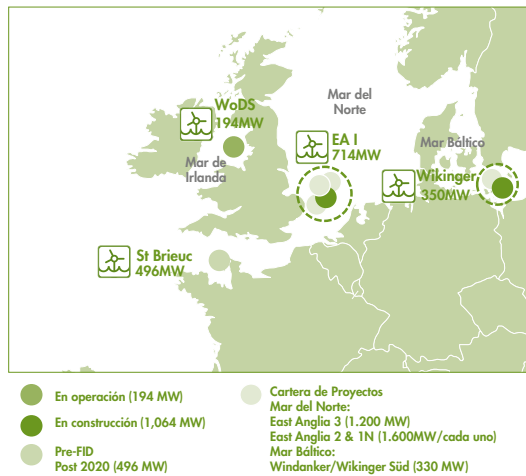 Mar del
Norte
WoDS
194MW
EA I
714MW
Mar Báltico
Mar de
Irlanda
Wikinger
350MW
St Brieuc
496MW
En operación (194 MW)
En construcción (1,064 MW)
Pre-FID
Post 2020 (496 MW)
Cartera de Proyectos
Mar del Norte:
East Anglia 3 (1.200 MW)
East Anglia 2 & 1N (1.600MW/cada uno)
Mar Báltico:
Windanker/Wikinger Süd (330 MW)